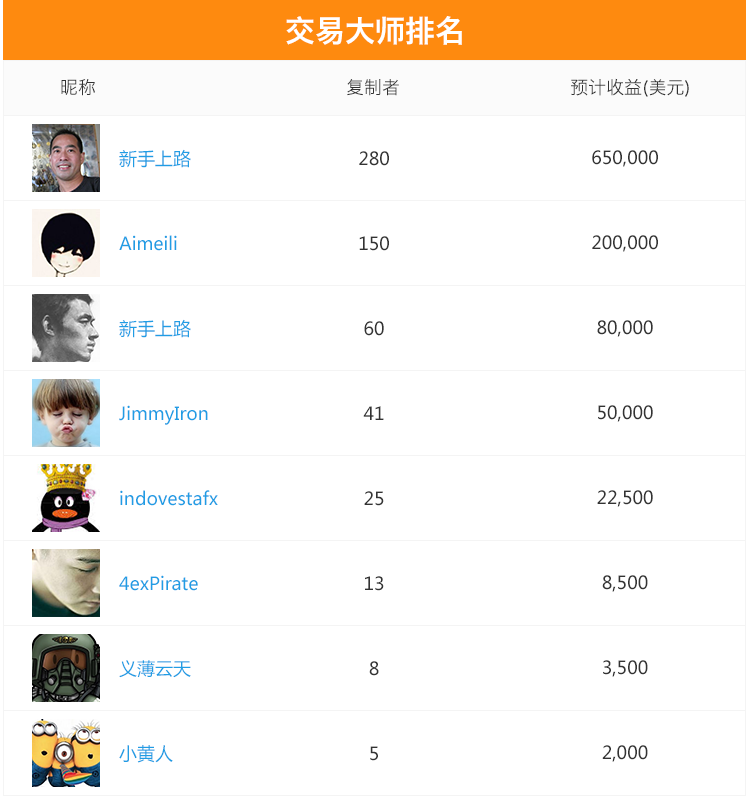 交易大师排名
昵称 复制者 预计收益(美元)
新手上路 280 650,000
Aimeili 150 200,000
新手上路 60 80,000
JimmyIron 41 50,000
indovestafx 25 22,500
4exPirate 13 8,500
义薄云天 8 3,500
小黄人 5 2,000